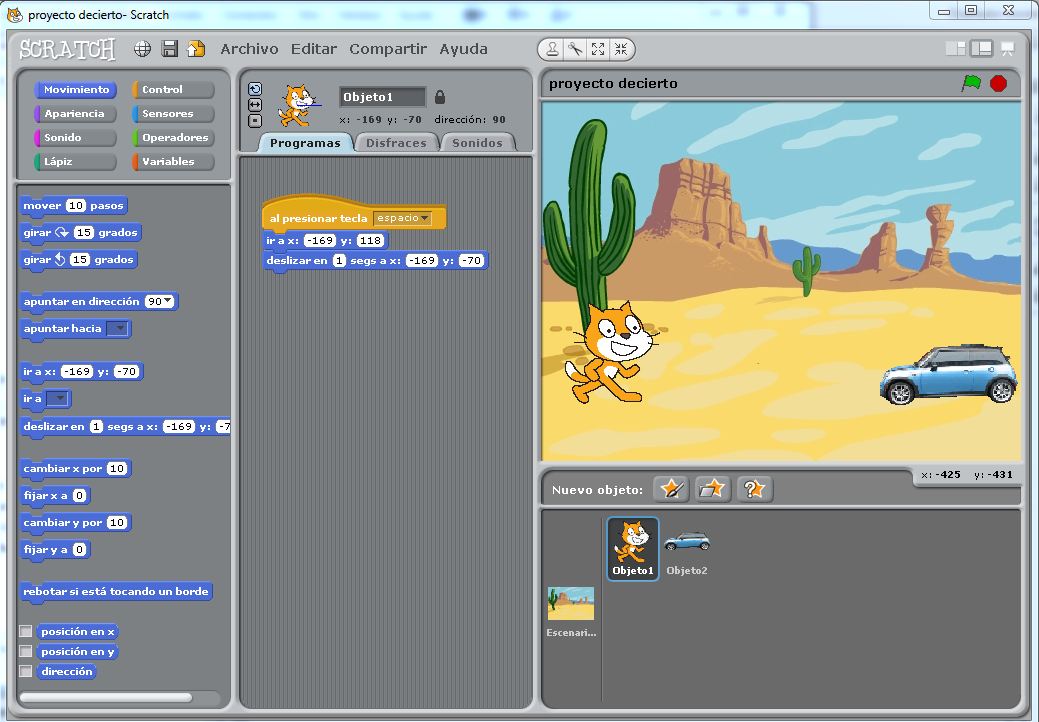 proyecto decierto- Scratch
SCRATCH Archivo Editar Compartir Ayuda
Movimiento Control
Apariencia Sensores
Sonido Operadores
Lápiz Variables
mover 10 pasos
girar 15 grados
girar 15 grados
apuntar en dirección 90
apuntar hacia
ir a x: -169 y: -70
ir a
deslizar en 1 segs a x: -169 y: -7
cambiar x por 10
fijar x a 0
cambiar y por 10
fijar y a 0
rebotar si está tocando un borde
posición en x
posición en y
dirección
Objeto1
x: -169 y: -70 dirección: 90
Programas Disfraces Sonidos
al presionar tecla espacio
ir a x: -169 y: 118
deslizar en 1 segs a x: -169 y: -70
proyecto decierto
x: -425 y: -431
Nuevo objeto:
Objeto1 Objeto2
Escenari...